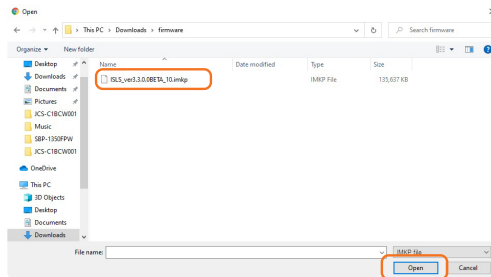 Open
This PC > Downloads > firmware
Search firmware
Organize
New folder
Name
Date modified
Type
Size
Desktop
Downloads
Documents
Pictures
JCS-C1BCW001
Music
SBP-1350FPW
JCS-C1BCW001
OneDrive
This PC
3D Objects
Desktop
Documents
Downloads
ISLS_ver3.3.0.0BETA_10.imkp
IMKP File
135,637 KB
File name:
IMKP file
Open
Cancel